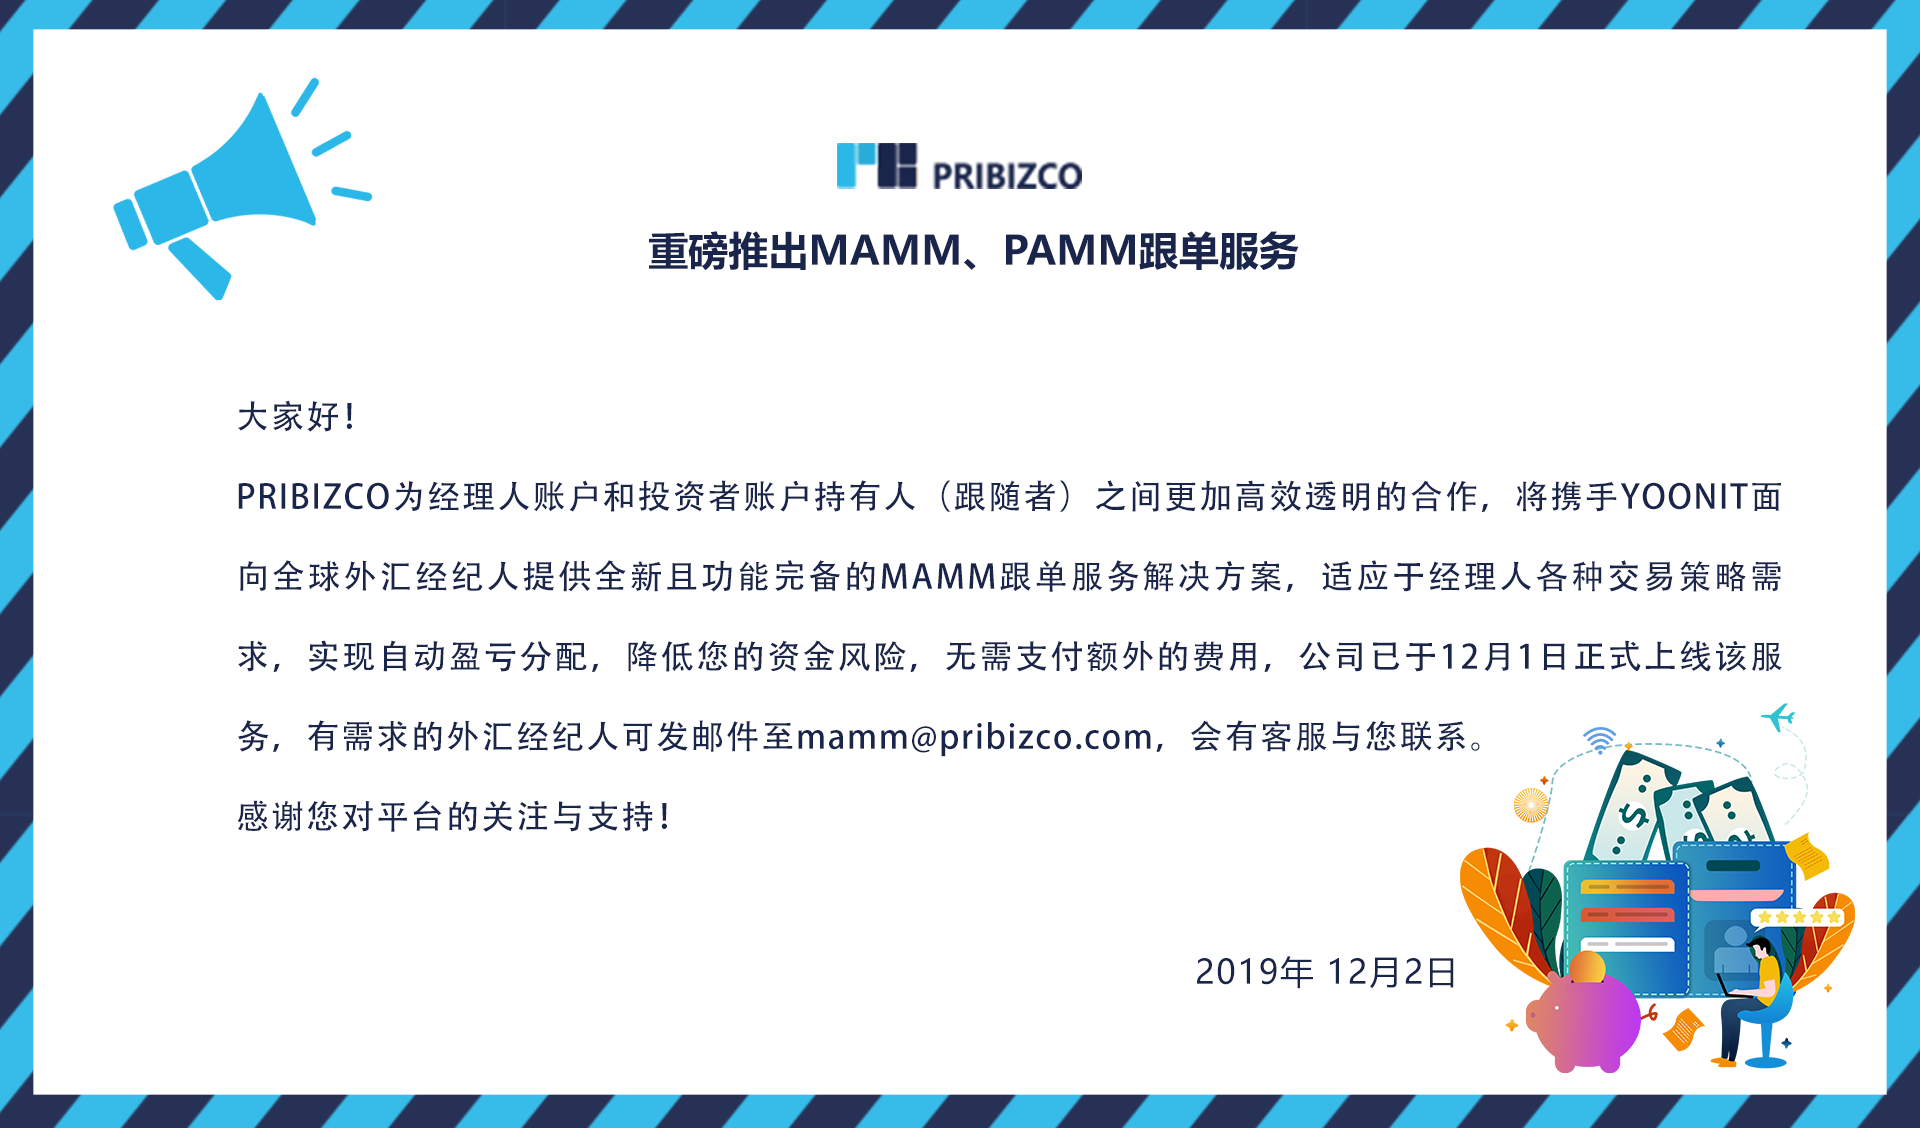 PRIBIZCO
重磅推出MAMM、PAMM跟单服务
大家好！
PRIBIZCO为经理人账户和投资者账户持有人（跟随者）之间更加高效透明的合作，将携手YOONIT面
向全球外汇经纪人提供全新且功能完备的MAMM跟单服务解决方案，适应于经理人各种交易策略需
求，实现自动盈亏分配，降低您的资金风险，无需支付额外的费用，公司已于12月1日正式上线该服
务，有需求的外汇经纪人可发邮件至mamm@pribizco.com，会有客服与您联系。
感谢您对平台的关注与支持！
2019年 12月2日